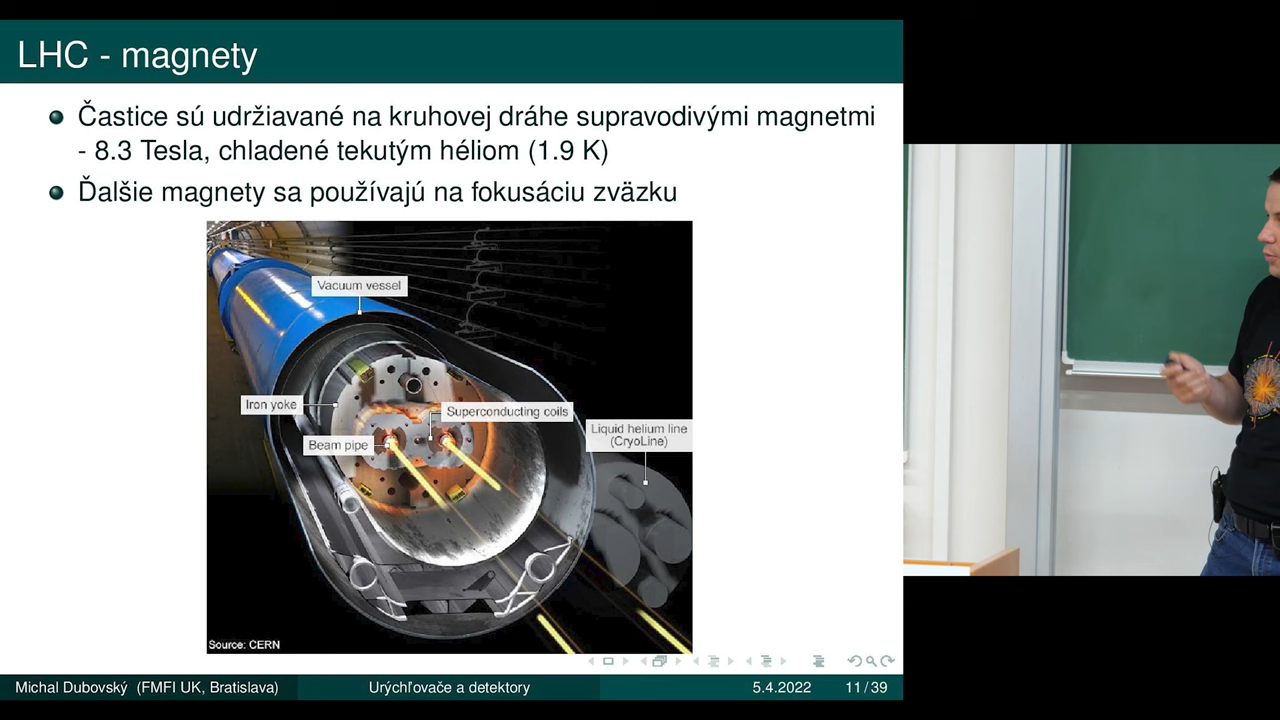 LHC - magnety
Častice sú udržiavané na kruhovej dráhe supravodivými magnetmi
- 8.3 Tesla, chladené tekutým héliom (1.9 K)
Ďalšie magnety sa používajú na fokusáciu zväzku
Vacuum vessel
Iron yoke
Superconducting coils
Beam pipe
Liquid helium line
(CryoLine)
Source: CERN
Michal Dubovský (FMFI UK, Bratislava)
Urýchľovače a detektory
5.4.2022
11/39